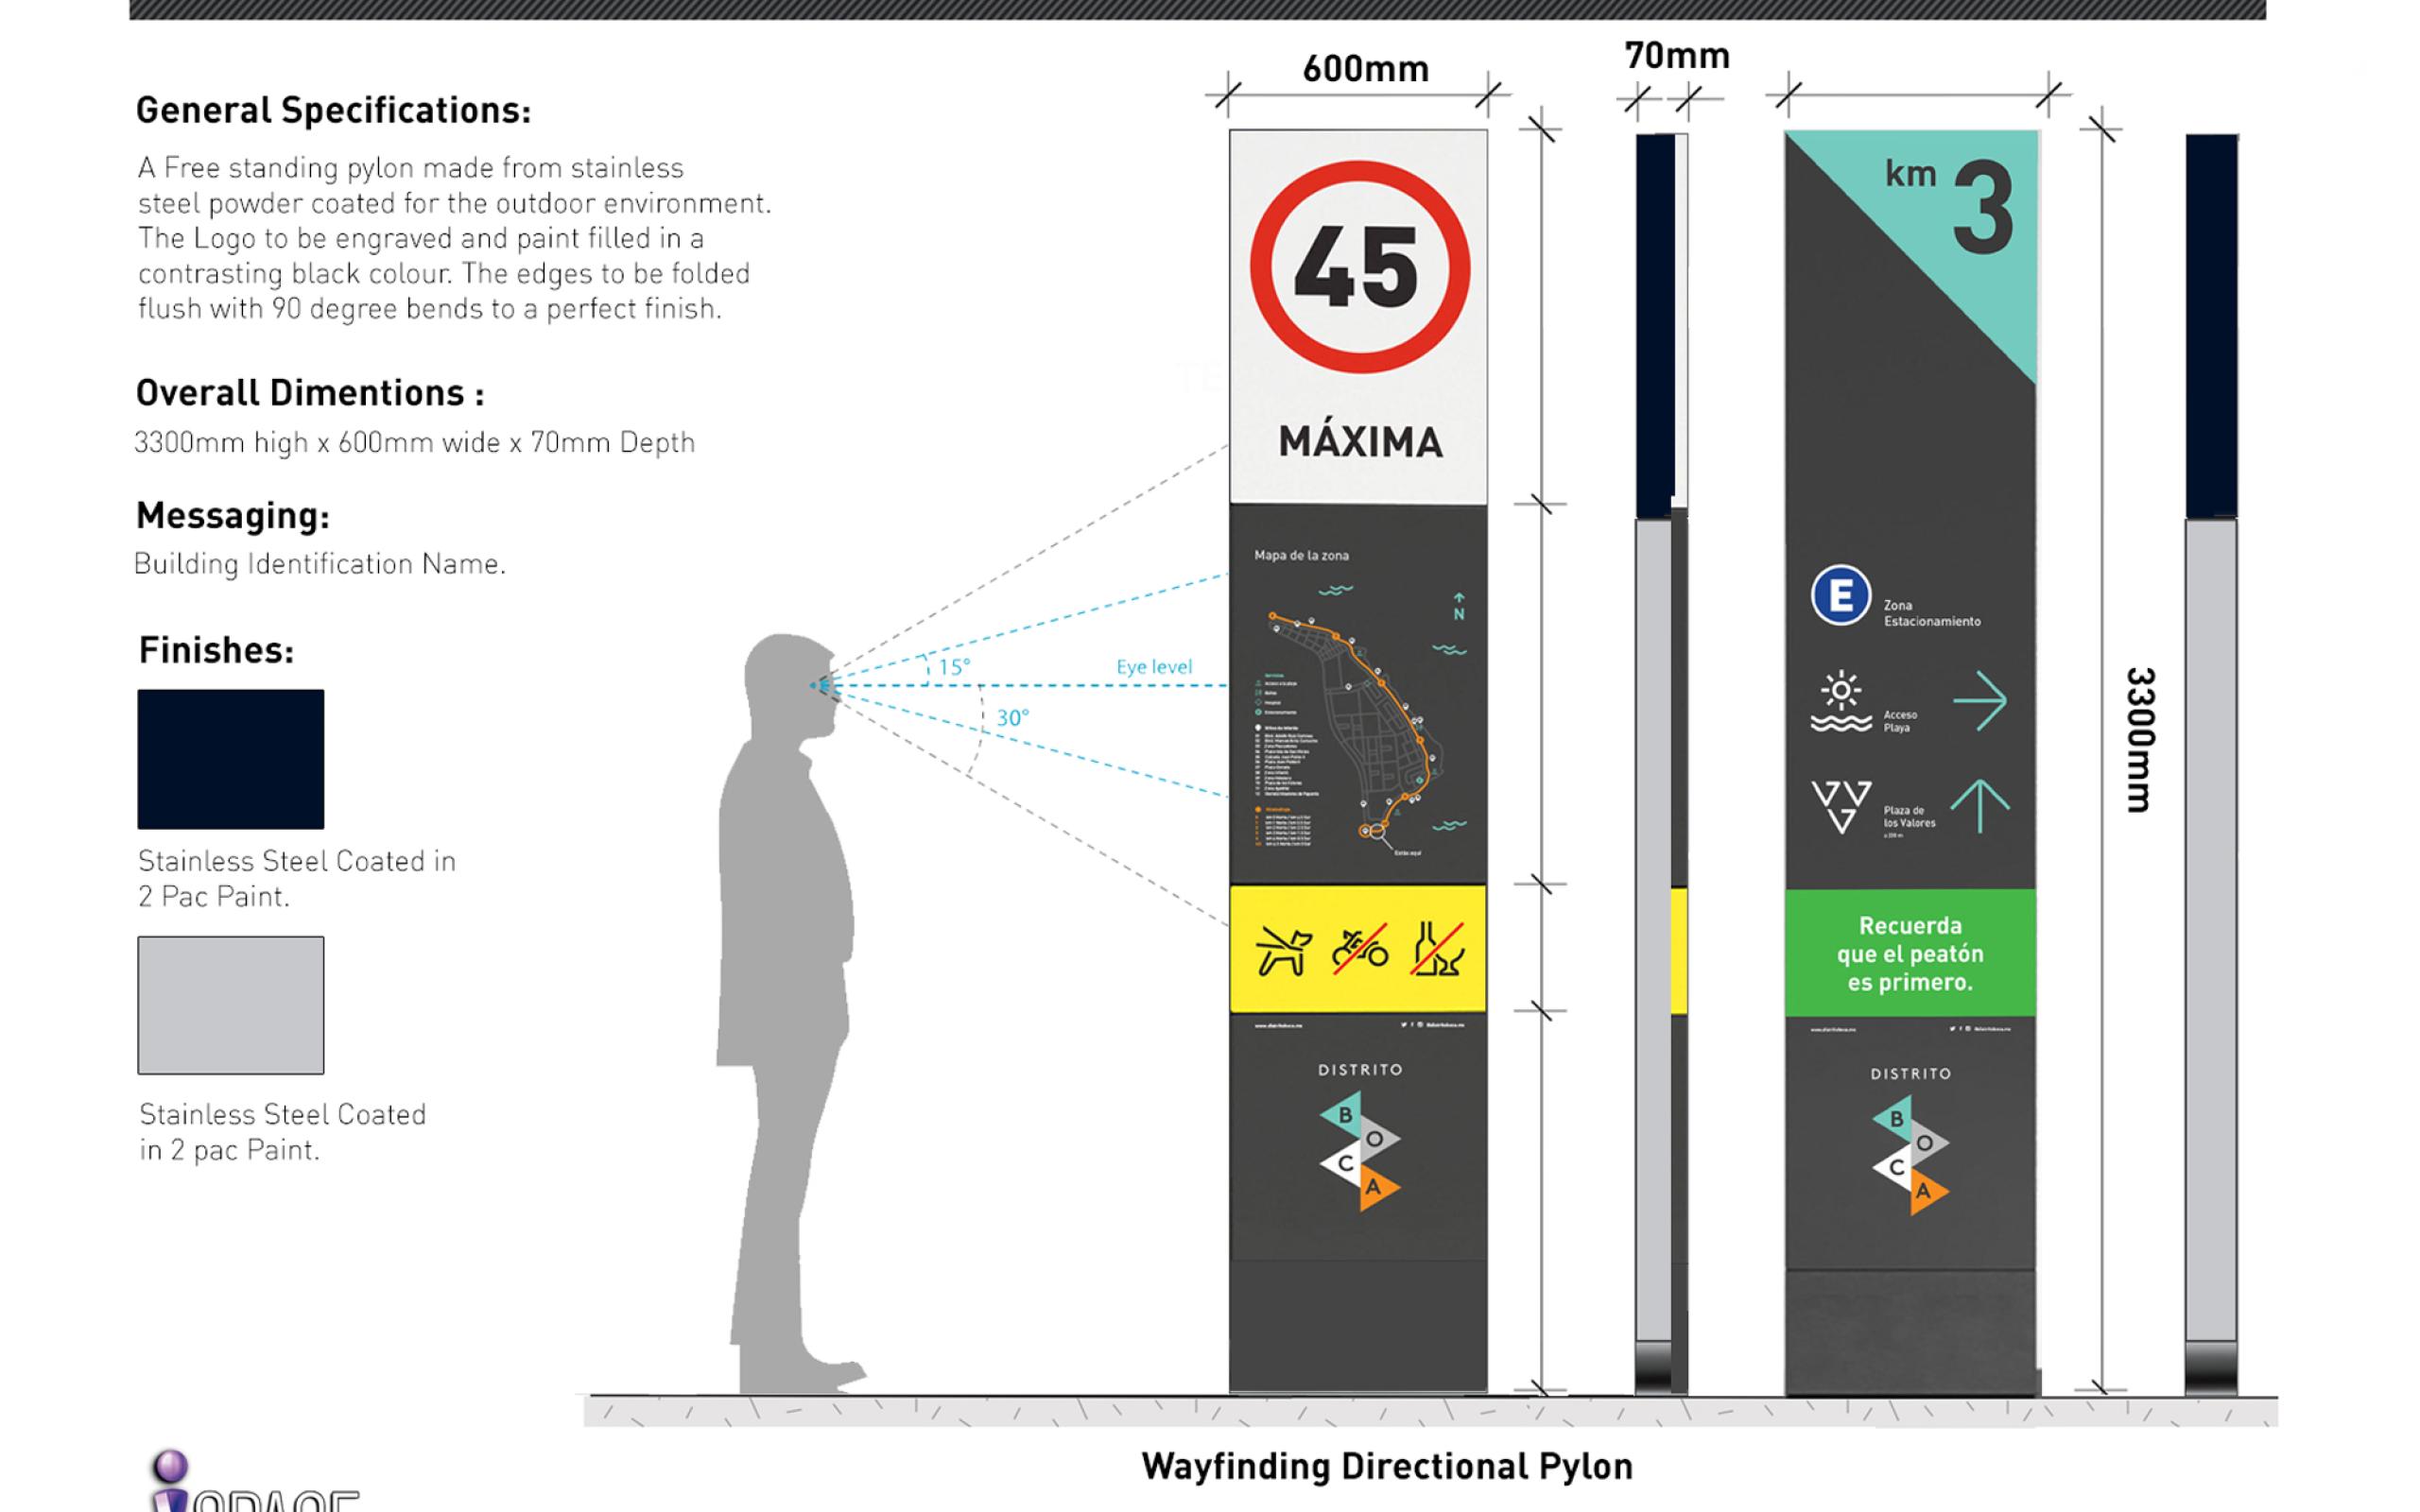 General Specifications:
A Free standing pylon made from stainless
steel powder coated for the outdoor environment.
The Logo to be engraved and paint filled in a
contrasting black colour. The edges to be folded
flush with 90 degree bends to a perfect finish.
Overall Dimentions :
3300mm high x 600mm wide x 70mm Depth
Messaging:
Building Identification Name.
Finishes:
Stainless Steel Coated in
2 Pac Paint.
Stainless Steel Coated
in 2 pac Paint.
15°
Eye level
30°
600mm
45
MÁXIMA
Mapa de la zona
N
Estás aquí
DISTRITO
B
O
C
A
70mm
km 3
E
Zona
Estacionamiento
Acceso
Playa
Plaza de
los Valores
Recuerda
que el peatón
es primero.
DISTRITO
B
O
C
A
3300mm
Wayfinding Directional Pylon